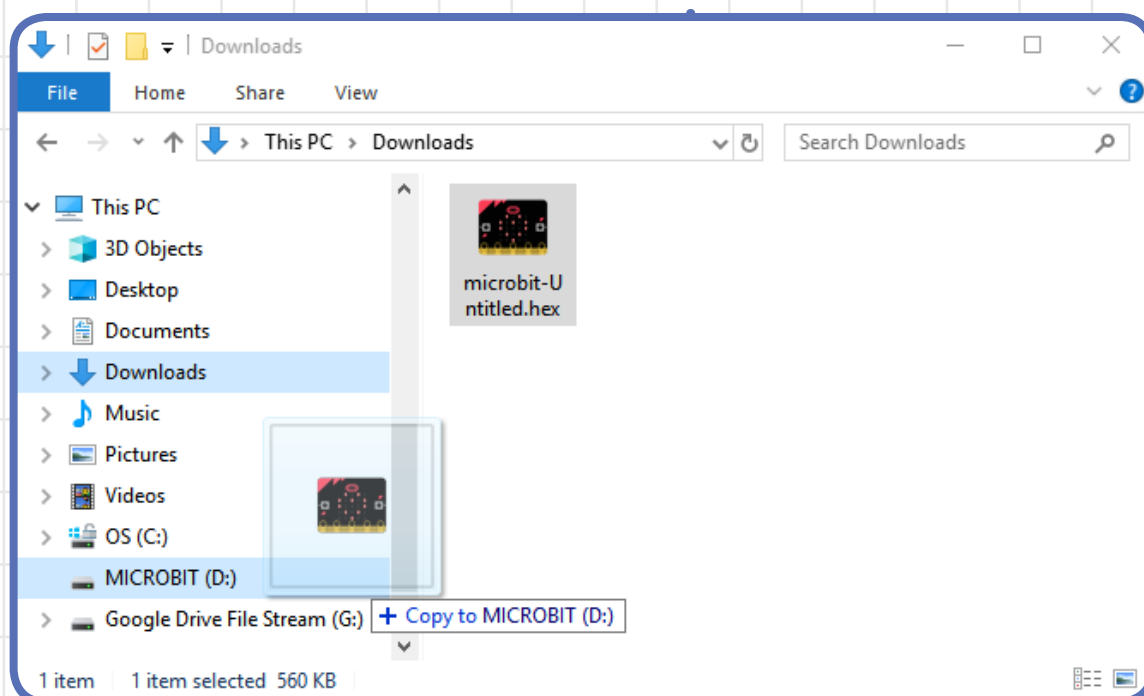 Downloads
File Home Share View
?
This PC > Downloads
Search Downloads
This PC
3D Objects
Desktop
Documents
Downloads
Music
Pictures
Videos
OS (C:)
MICROBIT (D:)
Google Drive File Stream (G:)
microbit-U
ntitled.hex
+ Copy to MICROBIT (D:)
1 item 1 item selected 560 KB